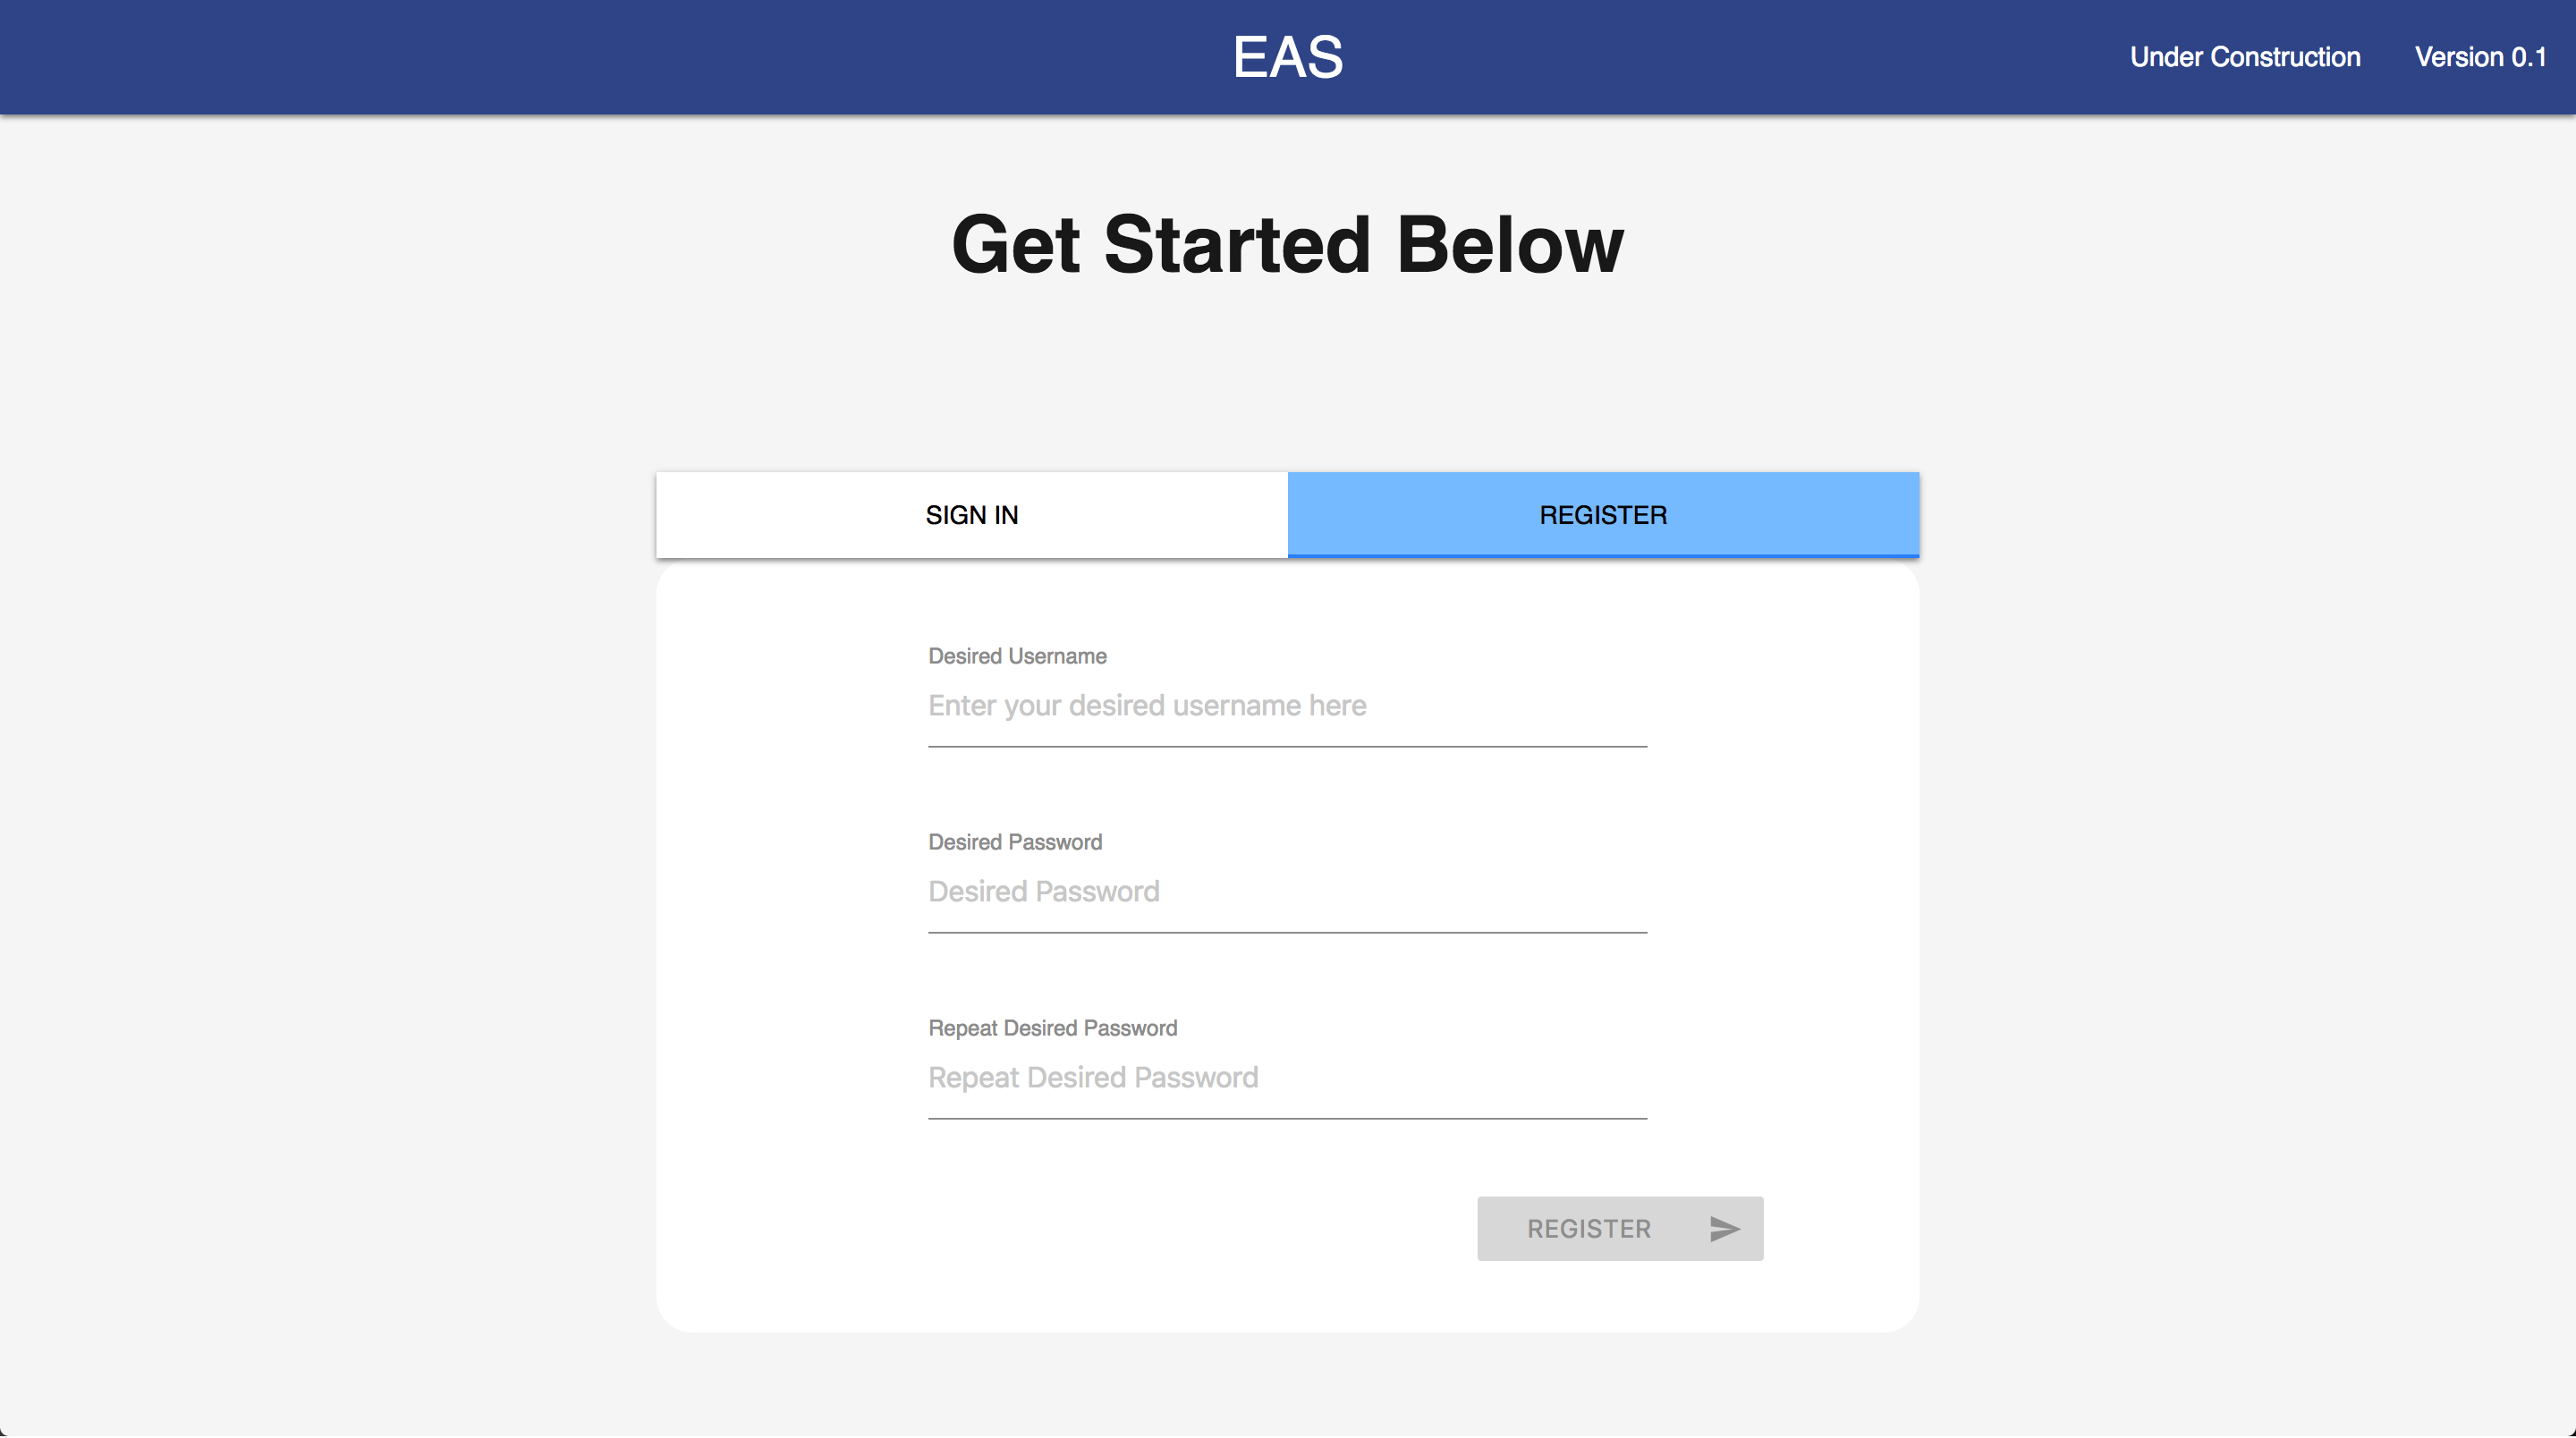 EAS
Under Construction
Version 0.1
Get Started Below
SIGN IN
REGISTER
Desired Username
Enter your desired username here
Desired Password
Desired Password
Repeat Desired Password
Repeat Desired Password
REGISTER